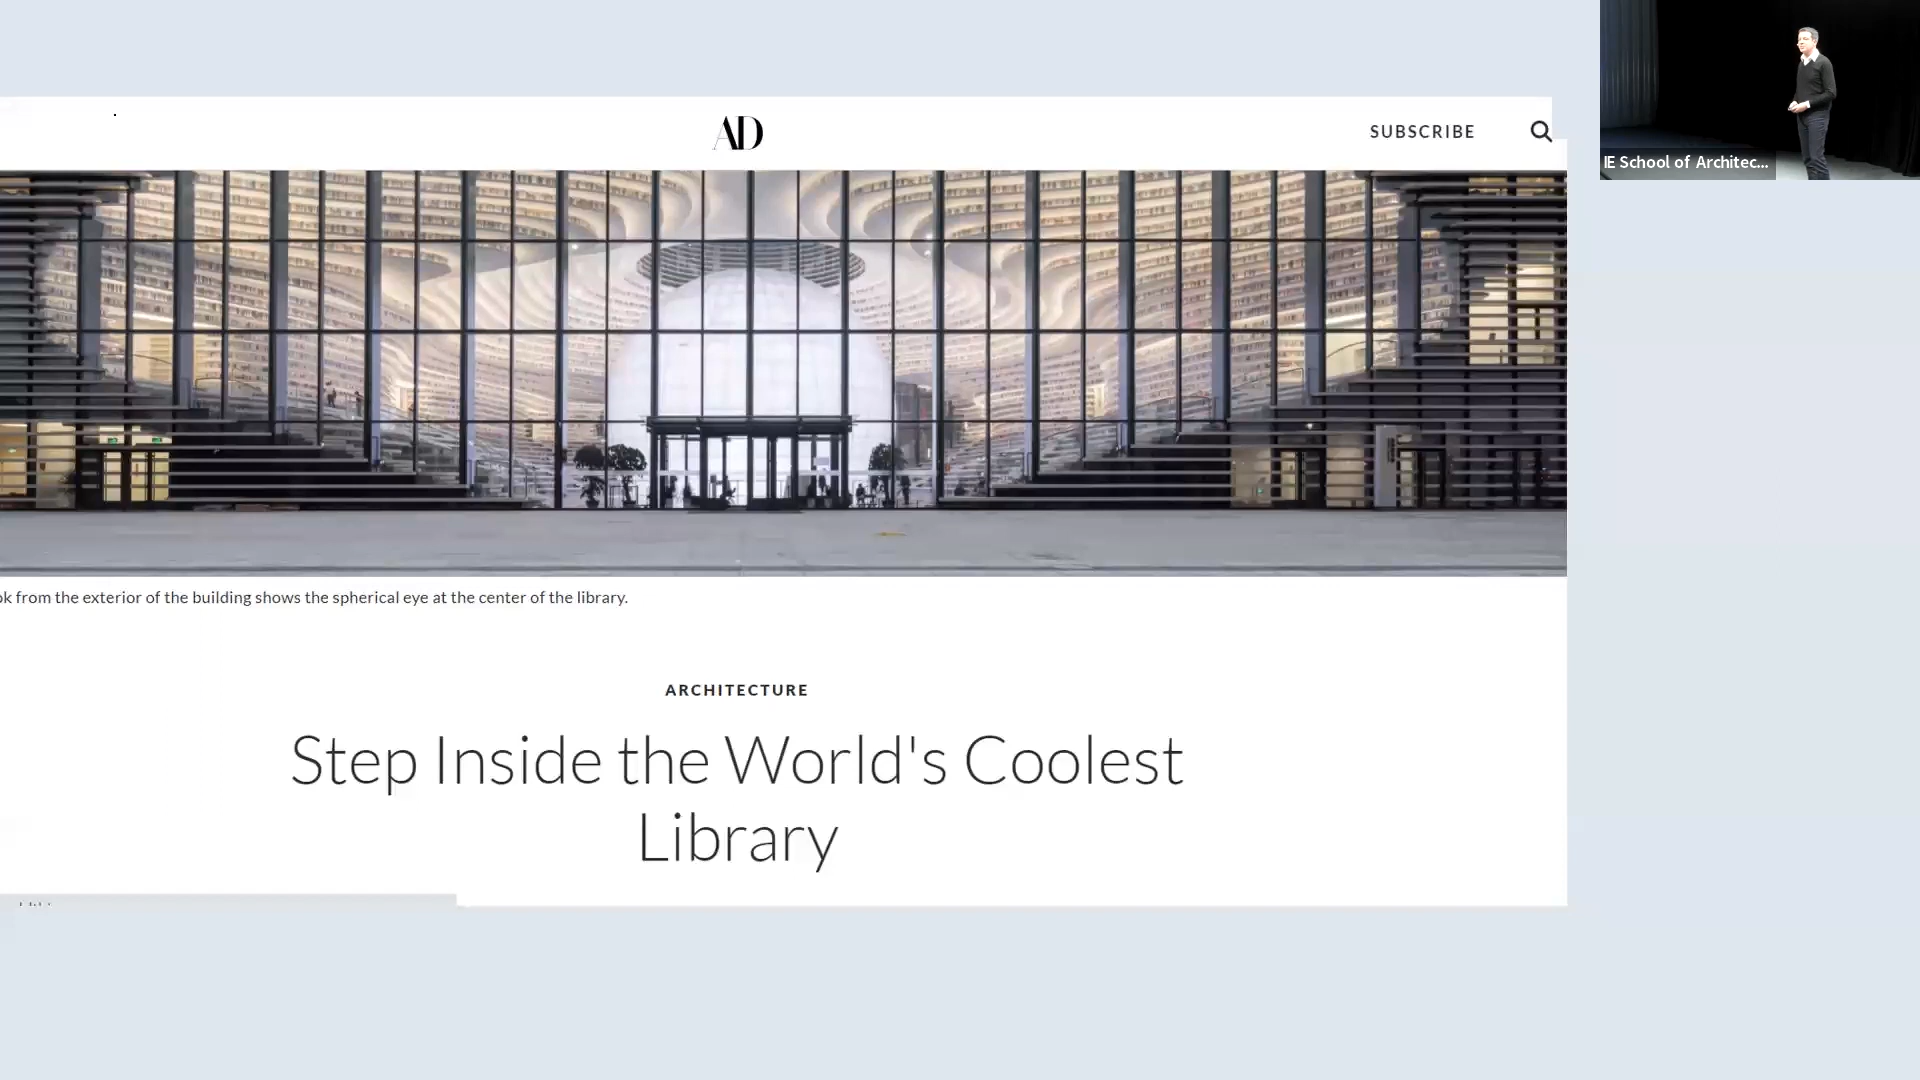 AD
SUBSCRIBE
IE School of Architec...
from the exterior of the building shows the spherical eye at the center of the library.
ARCHITECTURE
Step Inside the World's Coolest
Library